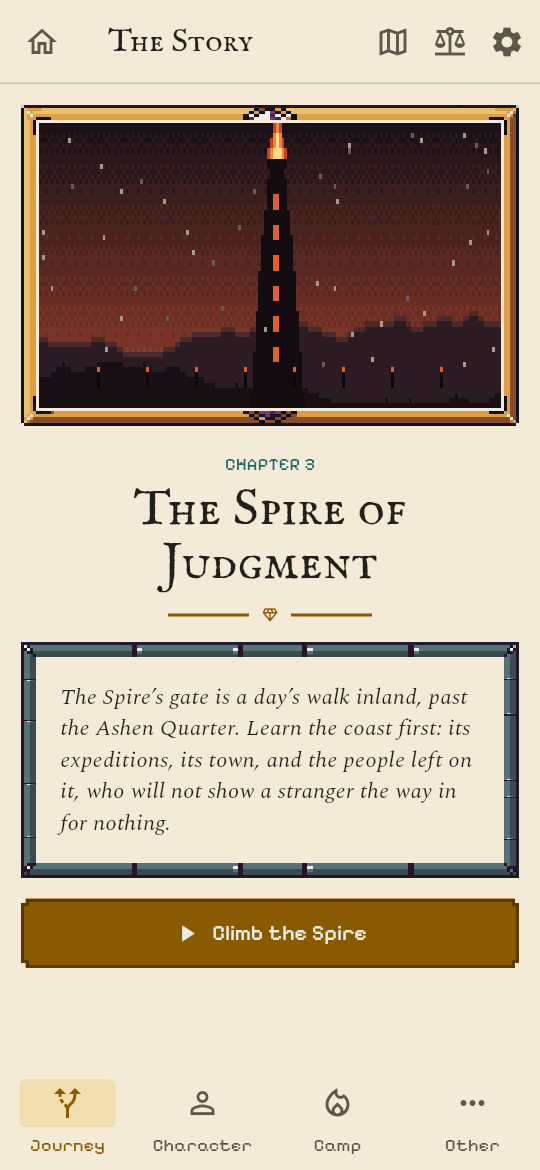 The Story
CHAPTER 3
The Spire of
Judgment
The Spire’s gate is a day’s walk inland, past
the Ashen Quarter. Learn the coast first: its
expeditions, its town, and the people left on
it, who will not show a stranger the way in
for nothing.
Climb the Spire
Journey
Character
Camp
Other